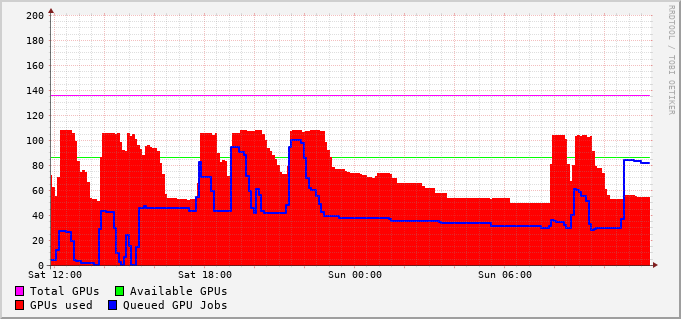 200
180
160
140
120
100
80
60
40
20
0
Sat 12:00 Sat 18:00 Sun 00:00 Sun 06:00
Total GPUs Available GPUs
GPUs used Queued GPU Jobs
RRDTOOL / TOBI OETIKER